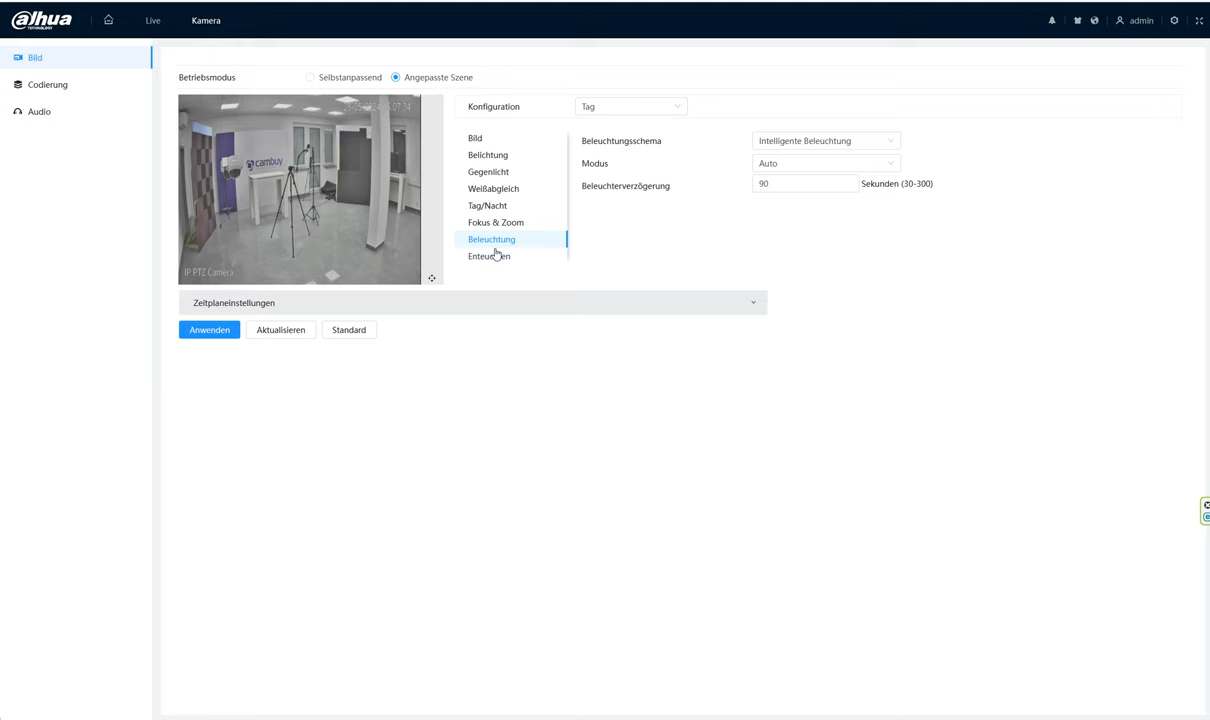 alhua
TECHNOLOGY
Live
Kamera
admin
Bild
Codierung
Audio
Betriebsmodus
Selbstanpassend
Angepasste Szene
cambuy
IP PTZ Camera
Konfiguration
Tag
Bild
Belichtung
Gegenlicht
Weißabgleich
Tag/Nacht
Fokus & Zoom
Beleuchtung
Beleuchtungsschema
Intelligente Beleuchtung
Modus
Auto
Beleuchterverzögerung
90
Sekunden (30-300)
Zeitplaneinstellungen
Anwenden
Aktualisieren
Standard